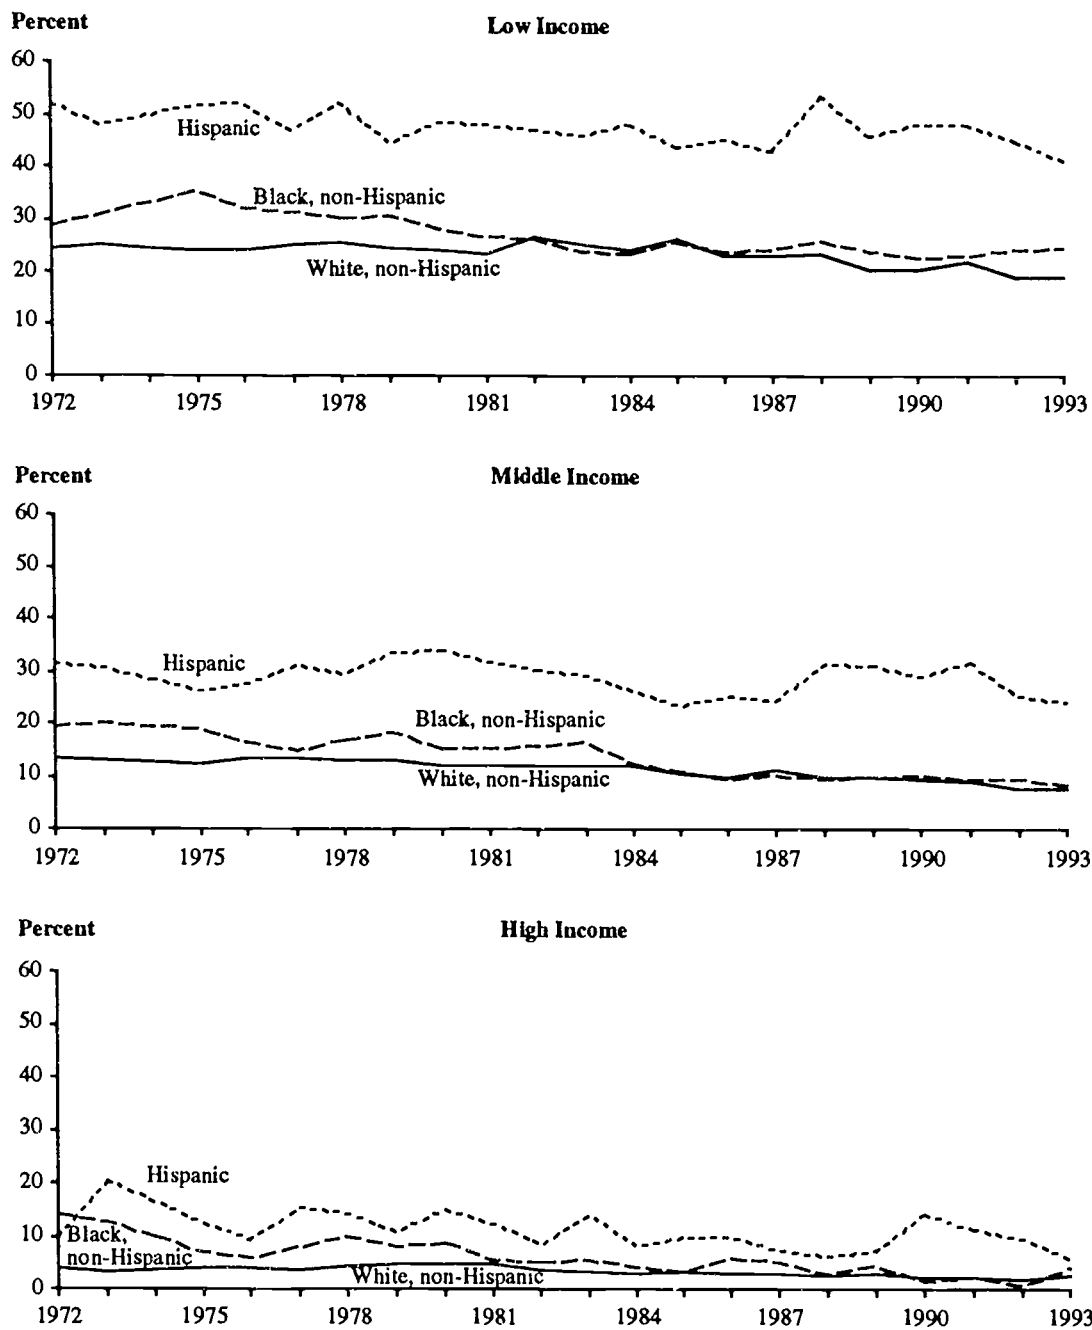 Percent
Low Income
60
50
Hispanic
40
Black, non-Hispanic
30
White, non-Hispanic
20
10
0
1972 1975 1978 1981 1984 1987 1990 1993
Percent
Middle Income
60
50
40
Hispanic
30
Black, non-Hispanic
20
White, non-Hispanic
10
0
1972 1975 1978 1981 1984 1987 1990 1993
Percent
High Income
60
50
40
30
20
Hispanic
10
Black,
non-Hispanic
White, non-Hispanic
0
1972 1975 1978 1981 1984 1987 1990 1993